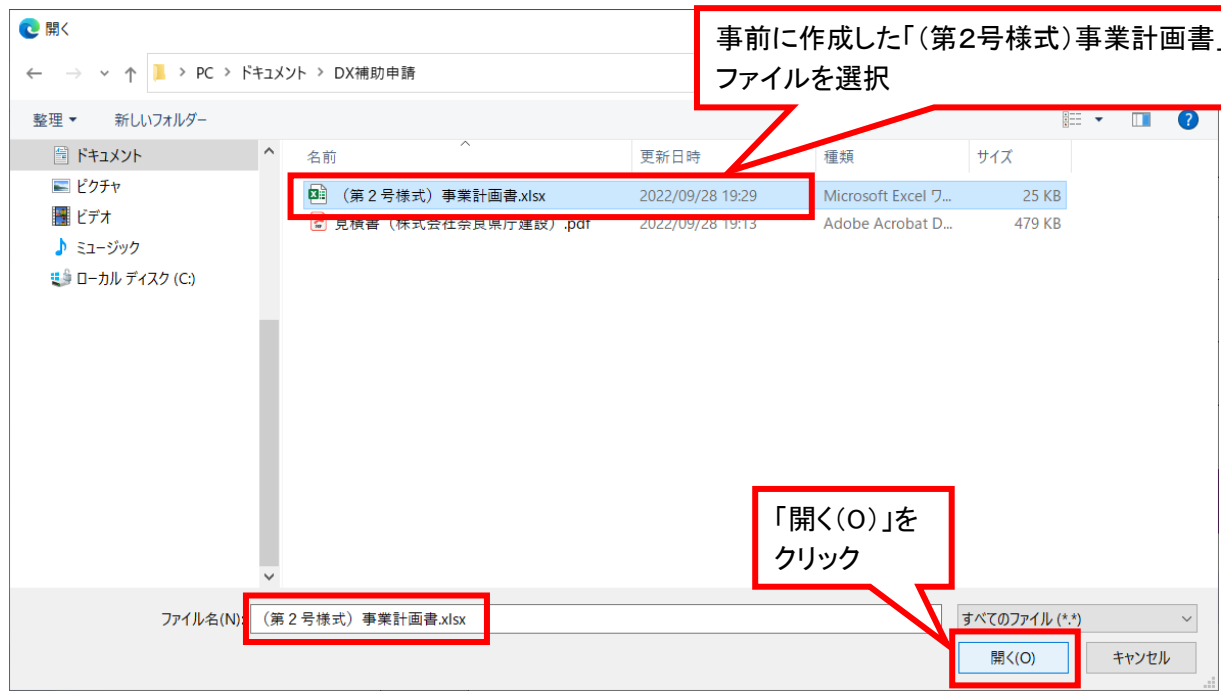 開く
事前に作成した「（第２号様式）事業計画書」
ファイルを選択
PC > ドキュメント > DX補助申請
整理 新しいフォルダー
名前 更新日時 種類 サイズ
ドキュメント
ピクチャ
ビデオ
ミュージック
ローカル ディスク (C:)
（第２号様式）事業計画書.xlsx 2022/09/28 19:29 Microsoft Excel ワ... 25 KB
見積書（株式会社奈良県庁建設）.pdf 2022/09/28 19:13 Adobe Acrobat D... 479 KB
「開く（O）」を
クリック
ファイル名(N): （第２号様式）事業計画書.xlsx すべてのファイル (*.*)
開く(O) キャンセル